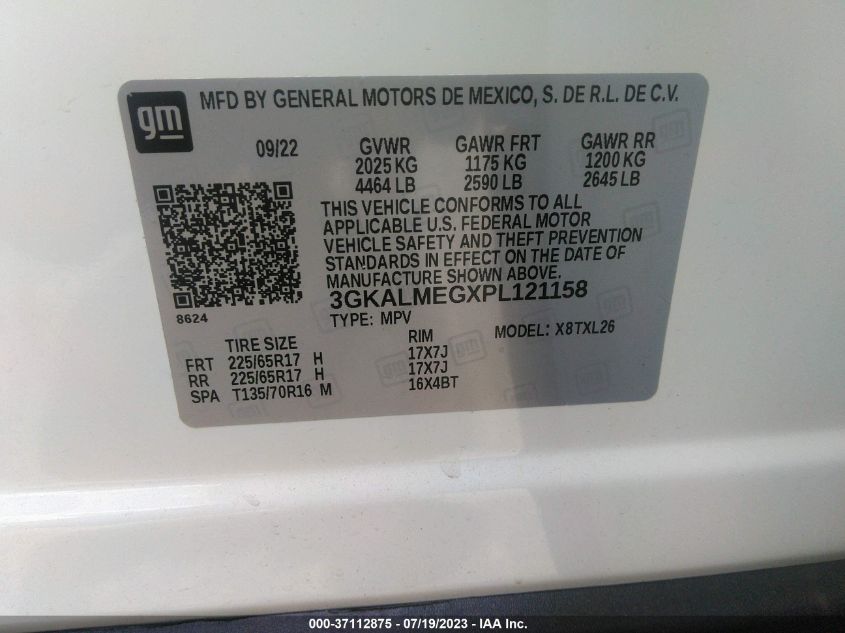 gm
MFD BY GENERAL MOTORS DE MEXICO, S. DE R.L. DE C.V.
09/22 GVWR GAWR FRT GAWR RR
2025 KG 1175 KG 1200 KG
4464 LB 2590 LB 2645 LB
THIS VEHICLE CONFORMS TO ALL
APPLICABLE U.S. FEDERAL MOTOR
VEHICLE SAFETY AND THEFT PREVENTION
STANDARDS IN EFFECT ON THE DATE OF
MANUFACTURE SHOWN ABOVE.
3GKALMEGXPL121158
8624
TYPE: MPV MODEL: X8TXL26
TIRE SIZE RIM
FRT 225/65R17 H 17X7J
RR 225/65R17 H 17X7J
SPA T135/70R16 M 16X4BT
000-37112875 - 07/19/2023 - IAA Inc.